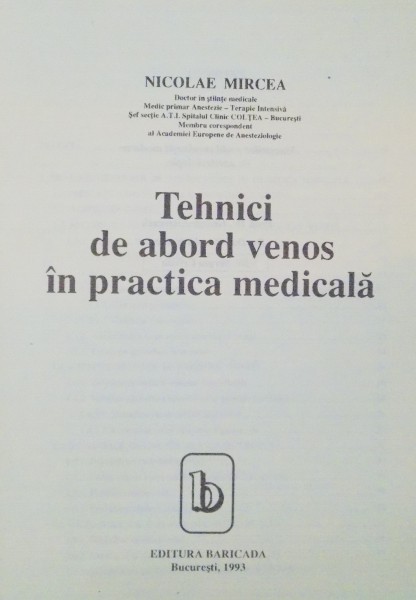 NICOLAE MIRCEA
Doctor în științe medicale
Medic primar Anestezie – Terapie Intensivă
Șef secție A.T.I. Spitalul Clinic COLȚEA – București
Membru corespondent
al Academiei Europene de Anesteziologie
Tehnici
de abord venos
în practica medicală
b
EDITURA BARICADA
București, 1993